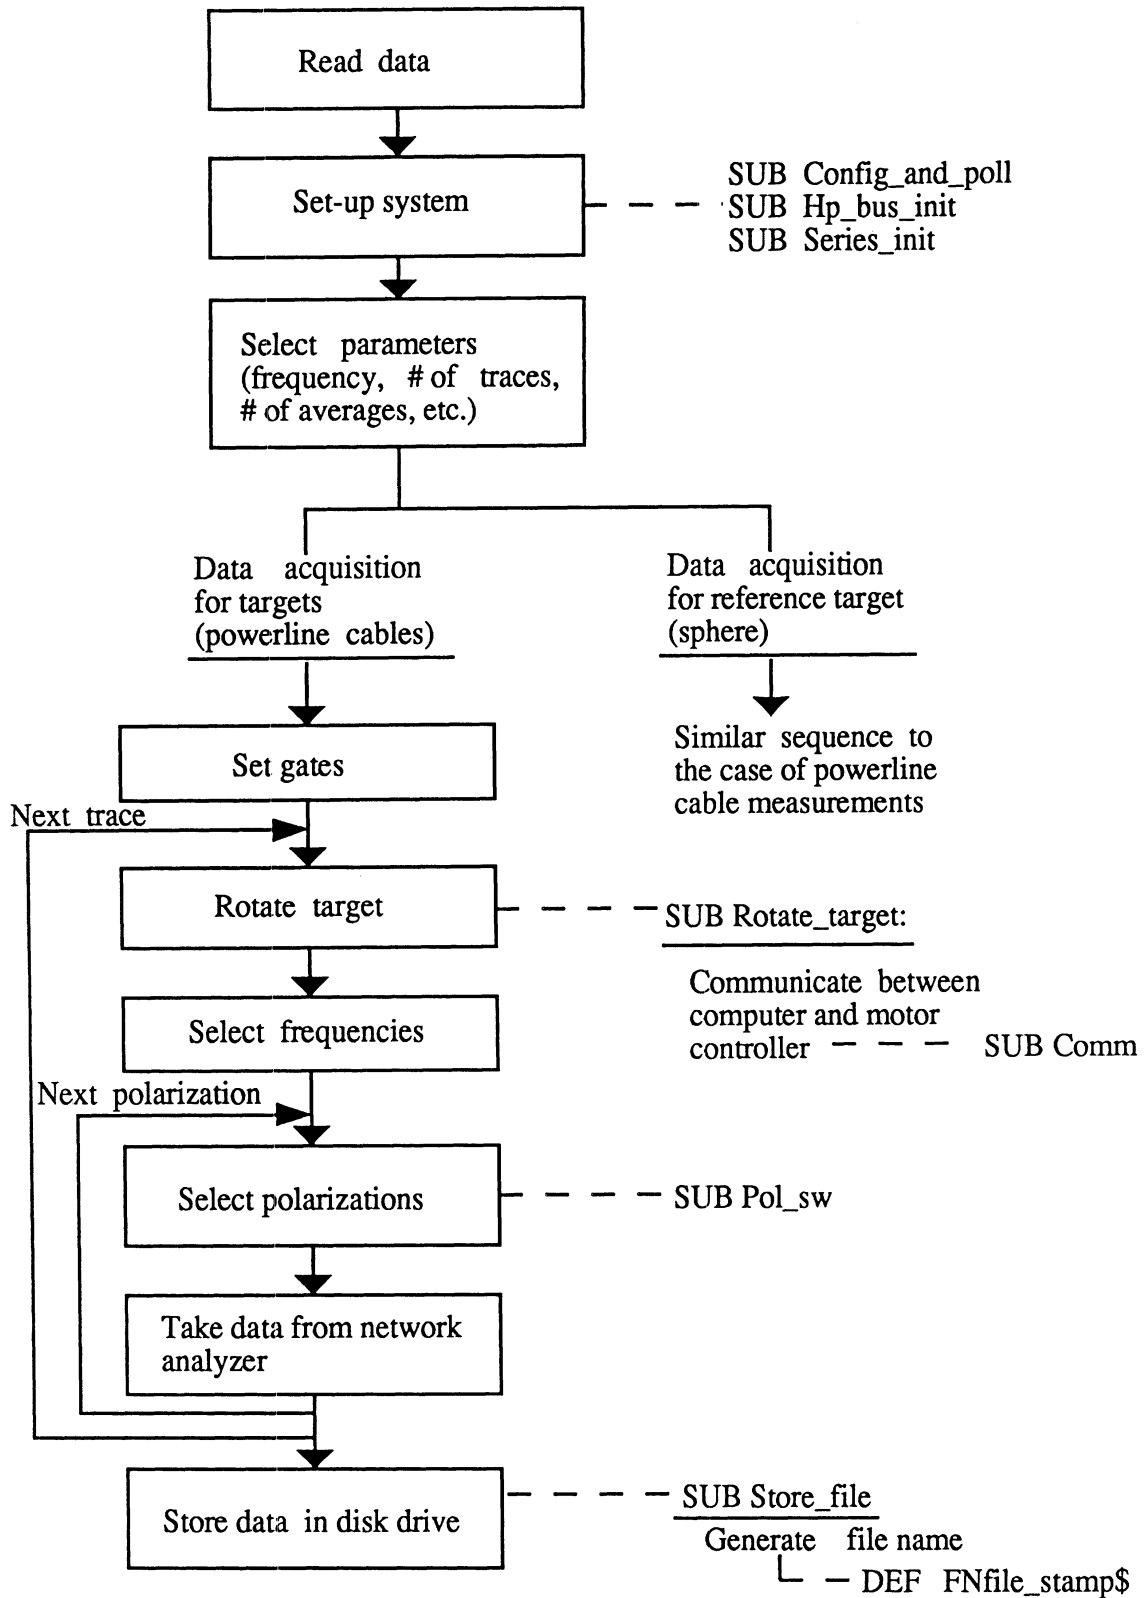 Read data
Set-up system
SUB Config_and_poll
SUB Hp_bus_init
SUB Series_init
Select parameters
(frequency, # of traces,
# of averages, etc.)
Data acquisition
for targets
(powerline cables)
Data acquisition
for reference target
(sphere)
Set gates
Similar sequence to
the case of powerline
cable measurements
Next trace
Rotate target
SUB Rotate_target:
Communicate between
computer and motor
controller
SUB Comm
Select frequencies
Next polarization
Select polarizations
SUB Pol_sw
Take data from network
analyzer
Store data in disk drive
SUB Store_file
Generate file name
DEF FNfile_stamp$